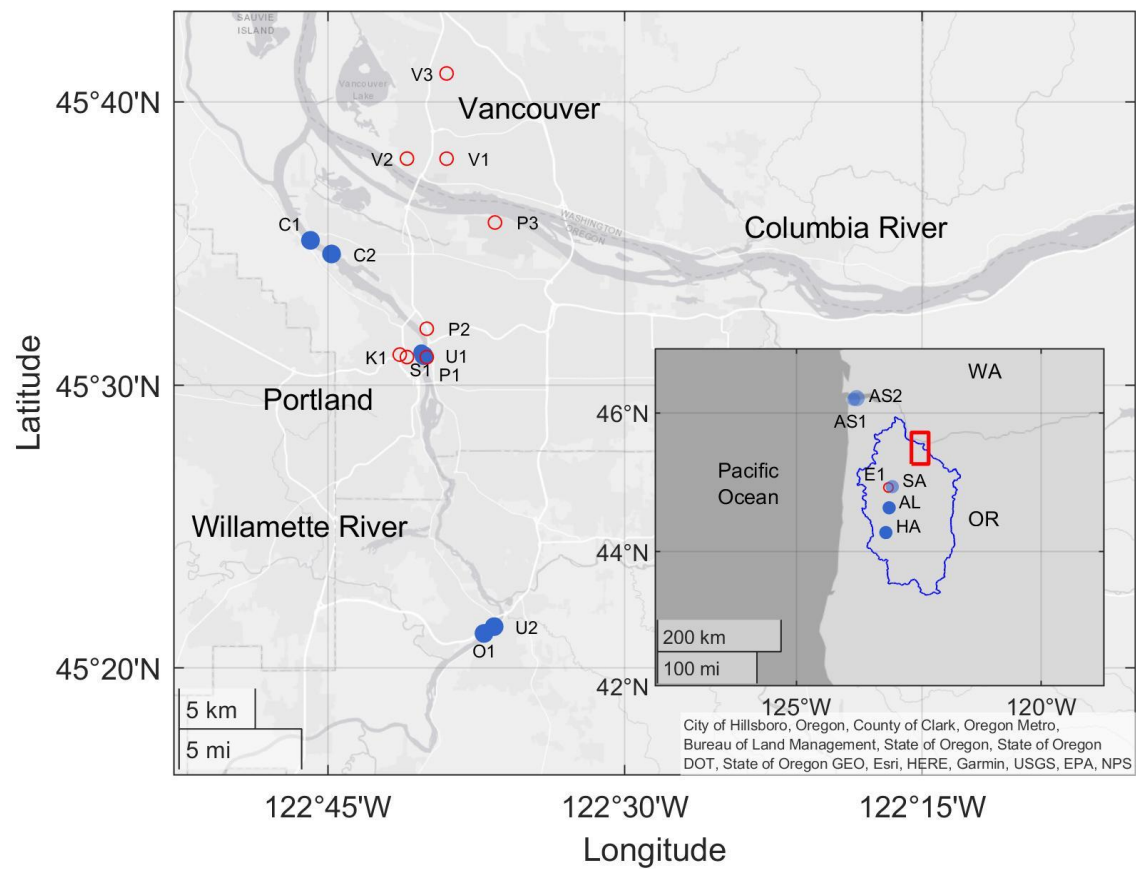 SAUVIE
ISLAND
Vancouver
Lake
V3
Vancouver
45°40'N
V2
V1
P3
WASHINGTON
OREGON
Columbia River
C1
C2
P2
K1
S1
U1
P1
45°30'N
Portland
Latitude
Willamette River
U2
O1
45°20'N
5 km
5 mi
WA
46°N
AS2
AS1
Pacific
Ocean
E1
SA
AL
HA
OR
44°N
200 km
100 mi
42°N
125°W
120°W
City of Hillsboro, Oregon, County of Clark, Oregon Metro,
Bureau of Land Management, State of Oregon, State of Oregon
DOT, State of Oregon GEO, Esri, HERE, Garmin, USGS, EPA, NPS
122°45'W
122°30'W
122°15'W
Longitude